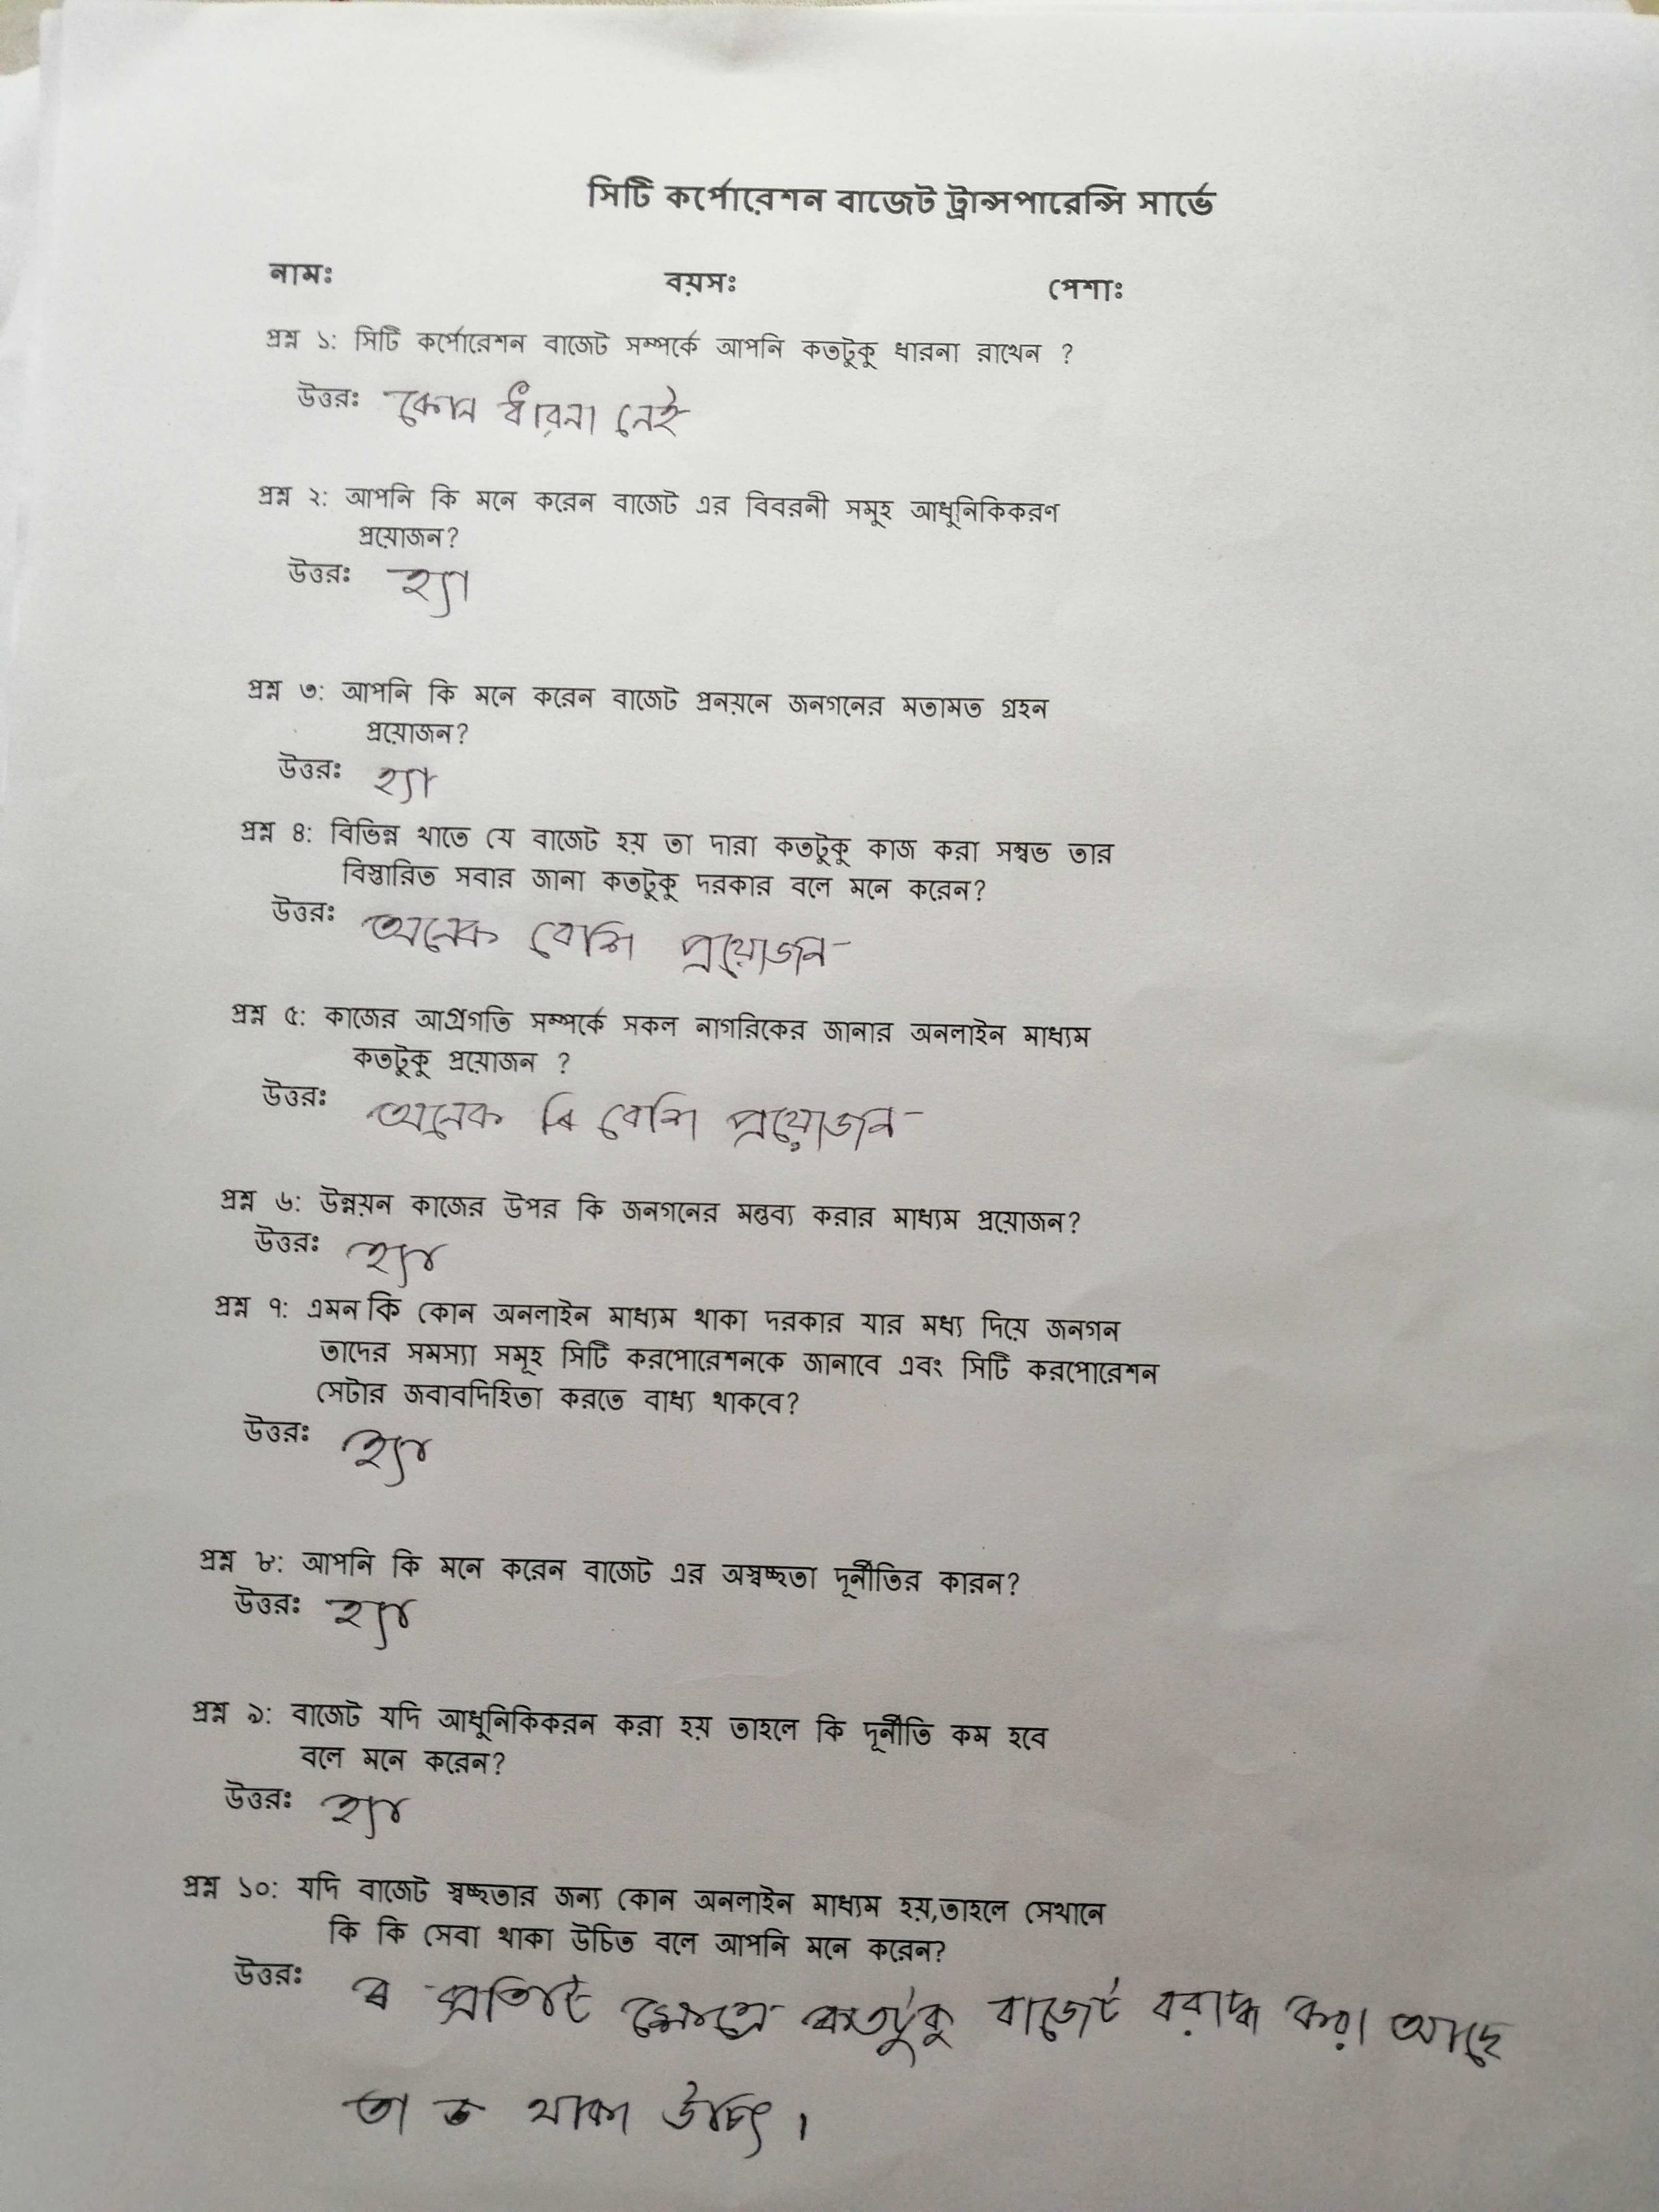 সিটি কর্পোরেশন বাজেট ট্রান্সপারেন্সি সার্ভে
নামঃ বয়সঃ পেশাঃ
প্রশ্ন ১: সিটি কর্পোরেশন বাজেট সম্পর্কে আপনি কতটুকু ধারনা রাখেন ?
উত্তরঃ কোন ধারনা নেই
প্রশ্ন ২: আপনি কি মনে করেন বাজেট এর বিবরনী সমূহ আধুনিকিকরণ
প্রয়োজন?
উত্তরঃ হ্যা
প্রশ্ন ৩: আপনি কি মনে করেন বাজেট প্রনয়নে জনগনের মতামত গ্রহন
প্রয়োজন?
উত্তরঃ হ্যা
প্রশ্ন ৪: বিভিন্ন খাতে যে বাজেট হয় তা দারা কতটুকু কাজ করা সম্বভ তার
বিস্তারিত সবার জানা কতটুকু দরকার বলে মনে করেন?
উত্তরঃ অনেক বেশি প্রয়োজন
প্রশ্ন ৫: কাজের আগ্রগতি সম্পর্কে সকল নাগরিকের জানার অনলাইন মাধ্যম
কতটুকু প্রয়োজন ?
উত্তরঃ অনেক বেশি প্রয়োজন
প্রশ্ন ৬: উন্নয়ন কাজের উপর কি জনগনের মন্তব্য করার মাধ্যম প্রয়োজন?
উত্তরঃ হ্যা
প্রশ্ন ৭: এমন কি কোন অনলাইন মাধ্যম থাকা দরকার যার মধ্য দিয়ে জনগন
তাদের সমস্যা সমূহ সিটি করপোরেশনকে জানাবে এবং সিটি করপোরেশন
সেটার জবাবদিহিতা করতে বাধ্য থাকবে?
উত্তরঃ হ্যা
প্রশ্ন ৮: আপনি কি মনে করেন বাজেট এর অস্বচ্ছতা দূর্নীতির কারন?
উত্তরঃ হ্যা
প্রশ্ন ৯: বাজেট যদি আধুনিকিকরন করা হয় তাহলে কি দূর্নীতি কম হবে
বলে মনে করেন?
উত্তরঃ হ্যা
প্রশ্ন ১০: যদি বাজেট স্বচ্ছতার জন্য কোন অনলাইন মাধ্যম হয়,তাহলে সেখানে
কি কি সেবা থাকা উচিত বলে আপনি মনে করেন?
উত্তরঃ প্রতিটি ক্ষেত্রে কতটুকু বাজেট বরাদ্ধ করা আছে
তা থাকা উচিৎ ।